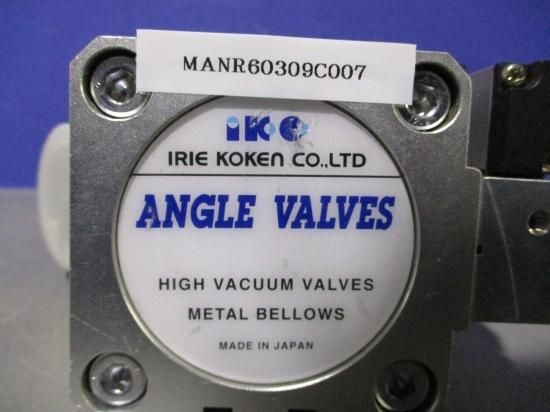 MANR60309C007
IKC
IRIE KOKEN CO.,LTD
ANGLE VALVES
HIGH VACUUM VALVES
METAL BELLOWS
MADE IN JAPAN